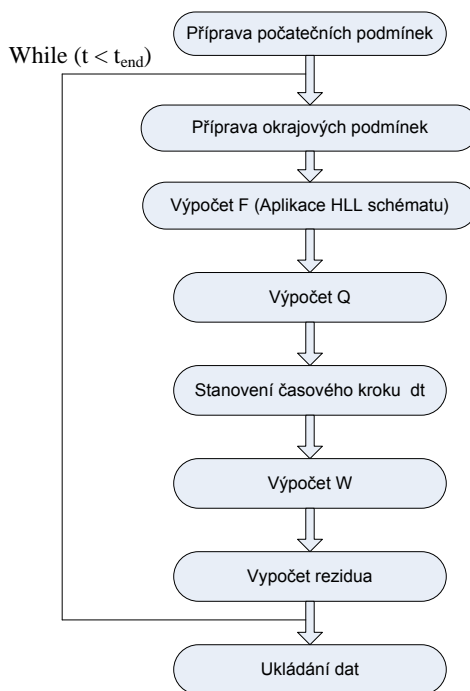 Příprava počatečních podmínek
While (t < tend)
Příprava okrajových podmínek
Výpočet F (Aplikace HLL schématu)
Výpočet Q
Stanovení časového kroku dt
Výpočet W
Vypočet rezidua
Ukládání dat